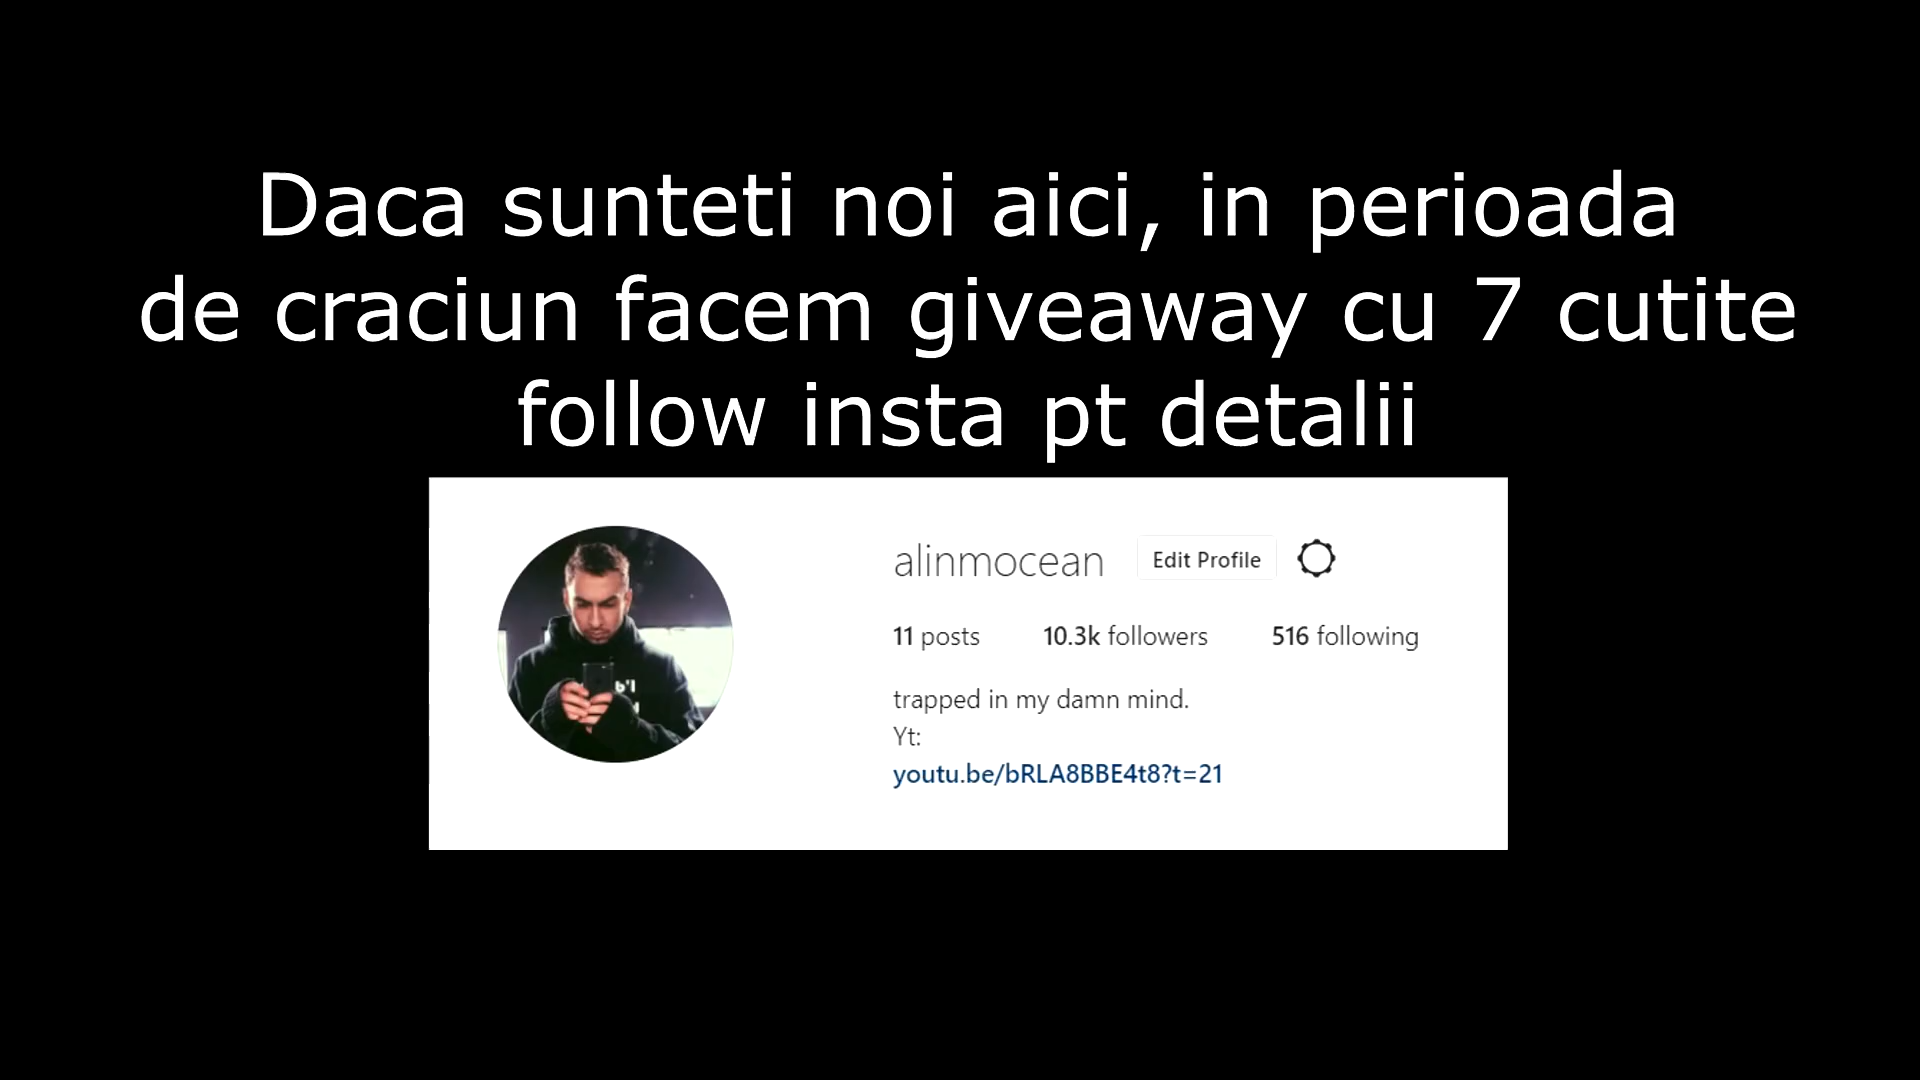 Daca sunteti noi aici, in perioada
de craciun facem giveaway cu 7 cutite
follow insta pt detalii
alinmocean Edit Profile
11 posts 10.3k followers 516 following
trapped in my damn mind.
Yt:
youtu.be/bRLA8BBE4t8?t=21